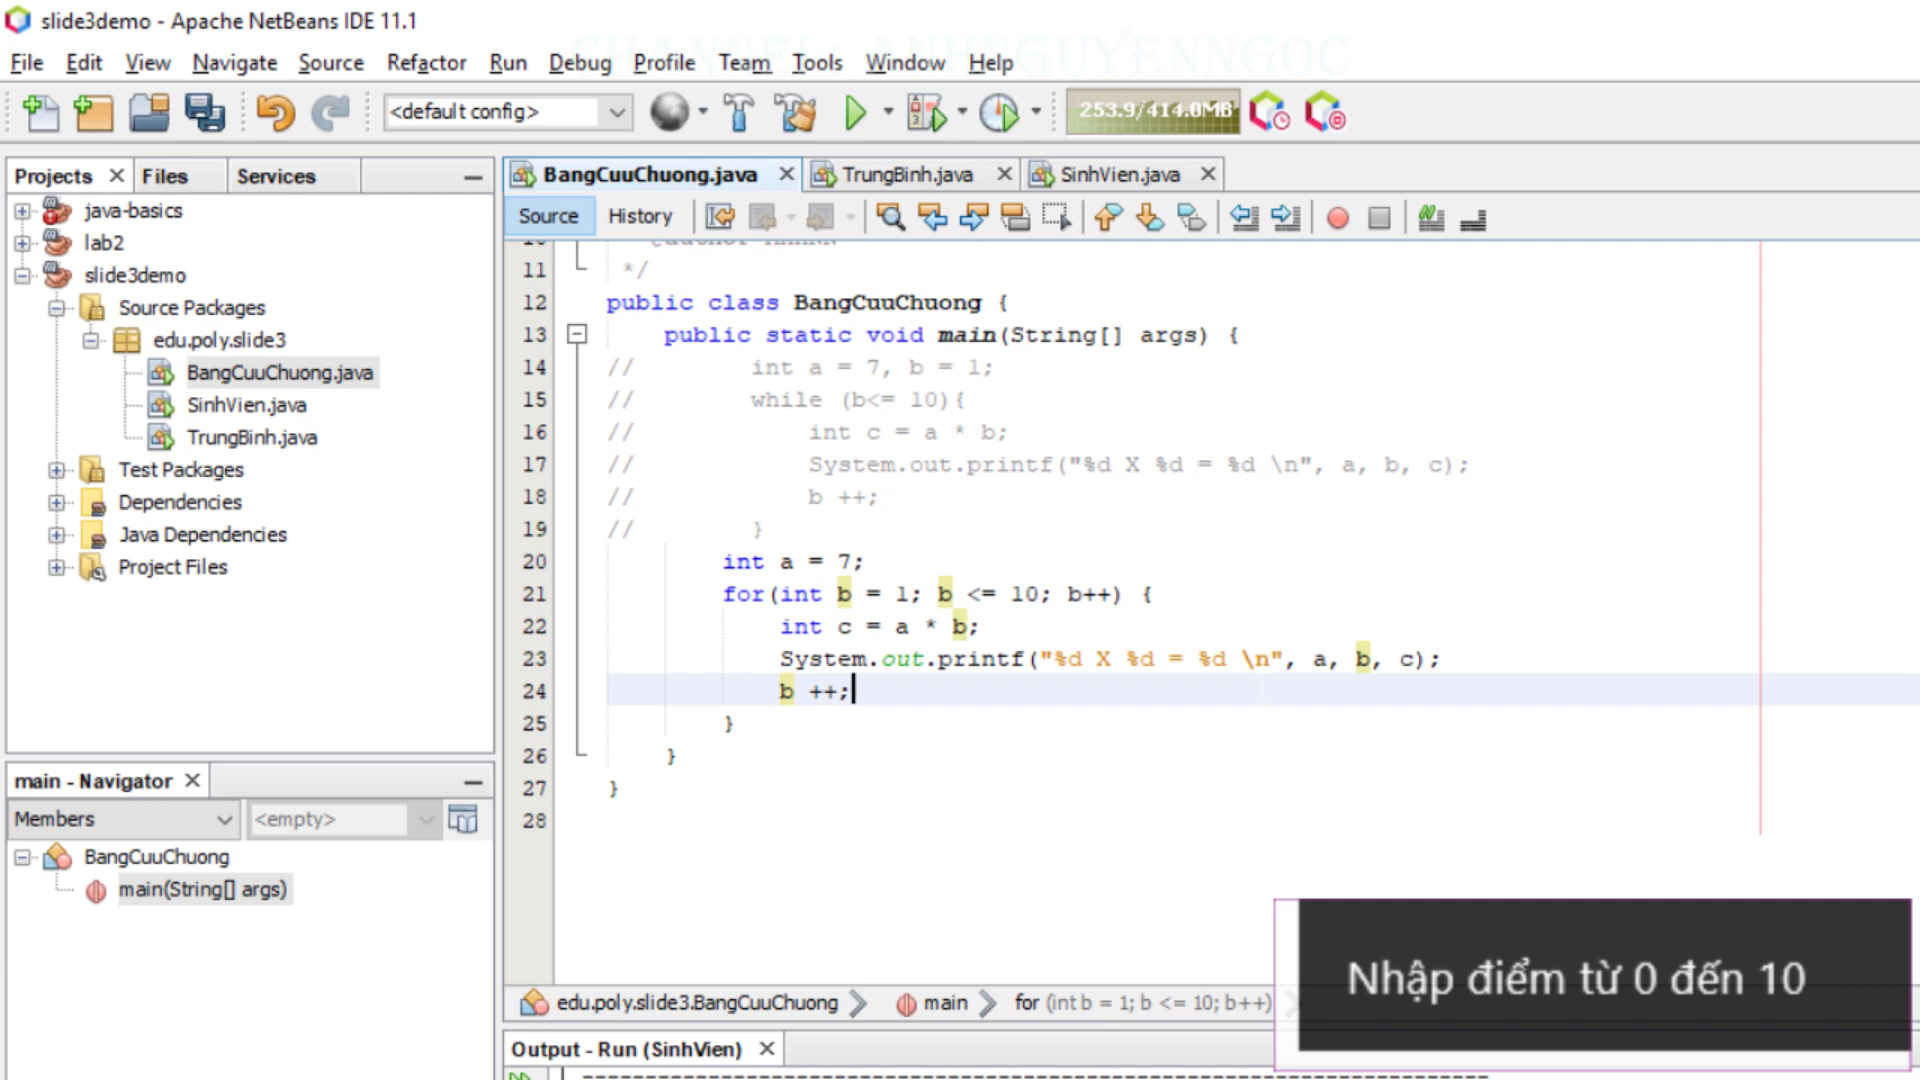 slide3demo - Apache NetBeans IDE 11.1
CHANNEL: ANHNGUYENNGOC
File Edit View Navigate Source Refactor Run Debug Profile Team Tools Window Help
<default config> 253.9/414.0MB
Projects Files Services
BangCuuChuong.java TrungBinh.java SinhVien.java
Source History
java-basics
lab2
slide3demo
Source Packages
edu.poly.slide3
BangCuuChuong.java
SinhVien.java
TrungBinh.java
Test Packages
Dependencies
Java Dependencies
Project Files
11 */
12 public class BangCuuChuong {
13 public static void main(String[] args) {
14 // int a = 7, b = 1;
15 // while (b<= 10){
16 // int c = a * b;
17 // System.out.printf("%d X %d = %d \n", a, b, c);
18 // b ++;
19 // }
20 int a = 7;
21 for(int b = 1; b <= 10; b++) {
22 int c = a * b;
23 System.out.printf("%d X %d = %d \n", a, b, c);
24 b ++;
25 }
26 }
27 }
28
main - Navigator
Members <empty>
BangCuuChuong
main(String[] args)
edu.poly.slide3.BangCuuChuong main for (int b = 1; b <= 10; b++)
Output - Run (SinhVien)
Nhập điểm từ 0 đến 10